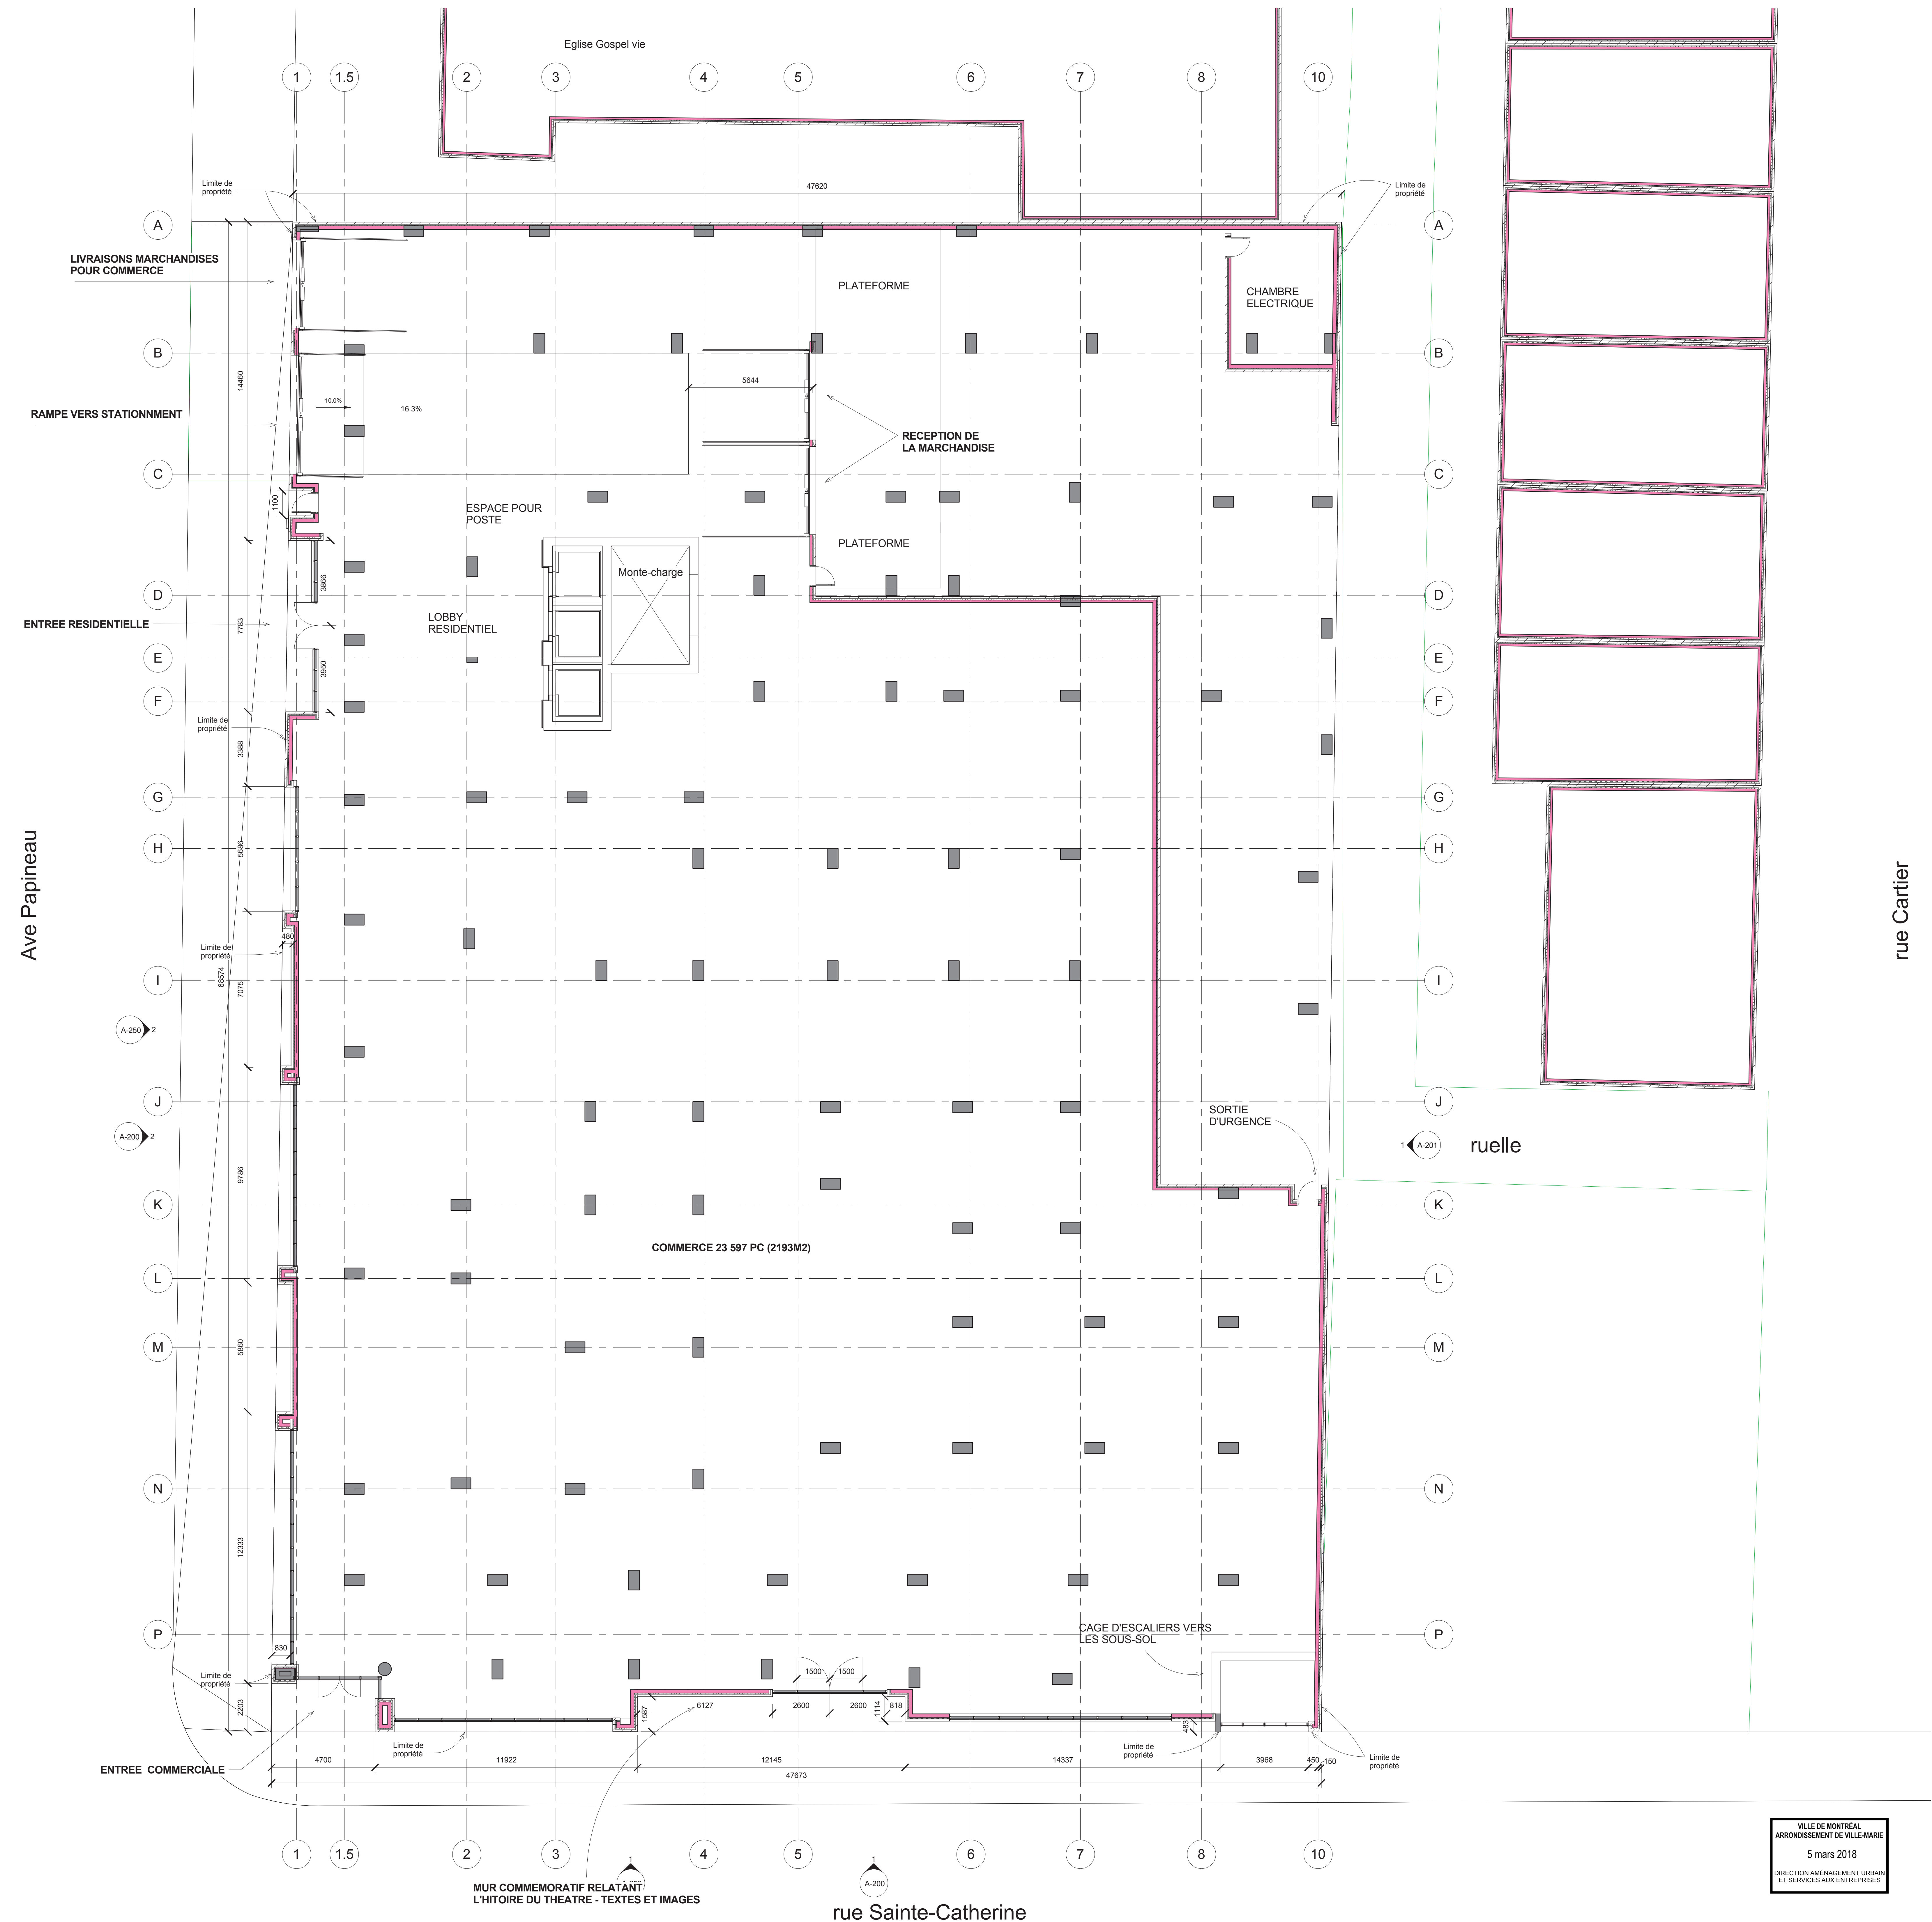 Eglise Gospel vie
1
1.5
2
3
4
5
6
7
8
10
Limite de
propriété
47620
Limite de
propriété
A
A
LIVRAISONS MARCHANDISES
POUR COMMERCE
PLATEFORME
CHAMBRE
ELECTRIQUE
B
B
14460
5644
10.0%
16.3%
RAMPE VERS STATIONNMENT
RECEPTION DE
LA MARCHANDISE
C
C
1100
ESPACE POUR
POSTE
PLATEFORME
Monte-charge
3866
D
D
ENTREE RESIDENTIELLE
7783
LOBBY
RESIDENTIEL
E
E
3950
F
F
Limite de
propriété
3388
G
G
5686
H
H
Ave Papineau
rue Cartier
480
Limite de
propriété
68574
7075
I
I
A-250
2
J
J
SORTIE
D'URGENCE
A-200
2
1
A-201
ruelle
9786
K
K
COMMERCE 23 597 PC (2193M2)
L
L
5860
M
M
N
N
12333
P
P
CAGE D'ESCALIERS VERS
LES SOUS-SOL
830
Limite de
propriété
1500
1500
2203
1587
6127
2600
2600
1114
818
483
Limite de
propriété
Limite de
propriété
Limite de
propriété
4700
11922
12145
14337
3968
450
150
ENTREE COMMERCIALE
47673
1
1.5
2
3
4
5
6
7
8
10
1
1
A-200
MUR COMMEMORATIF RELATANT
L'HITOIRE DU THEATRE - TEXTES ET IMAGES
rue Sainte-Catherine
VILLE DE MONTRÉAL
ARRONDISSEMENT DE VILLE-MARIE
5 mars 2018
DIRECTION AMÉNAGEMENT URBAIN
ET SERVICES AUX ENTREPRISES